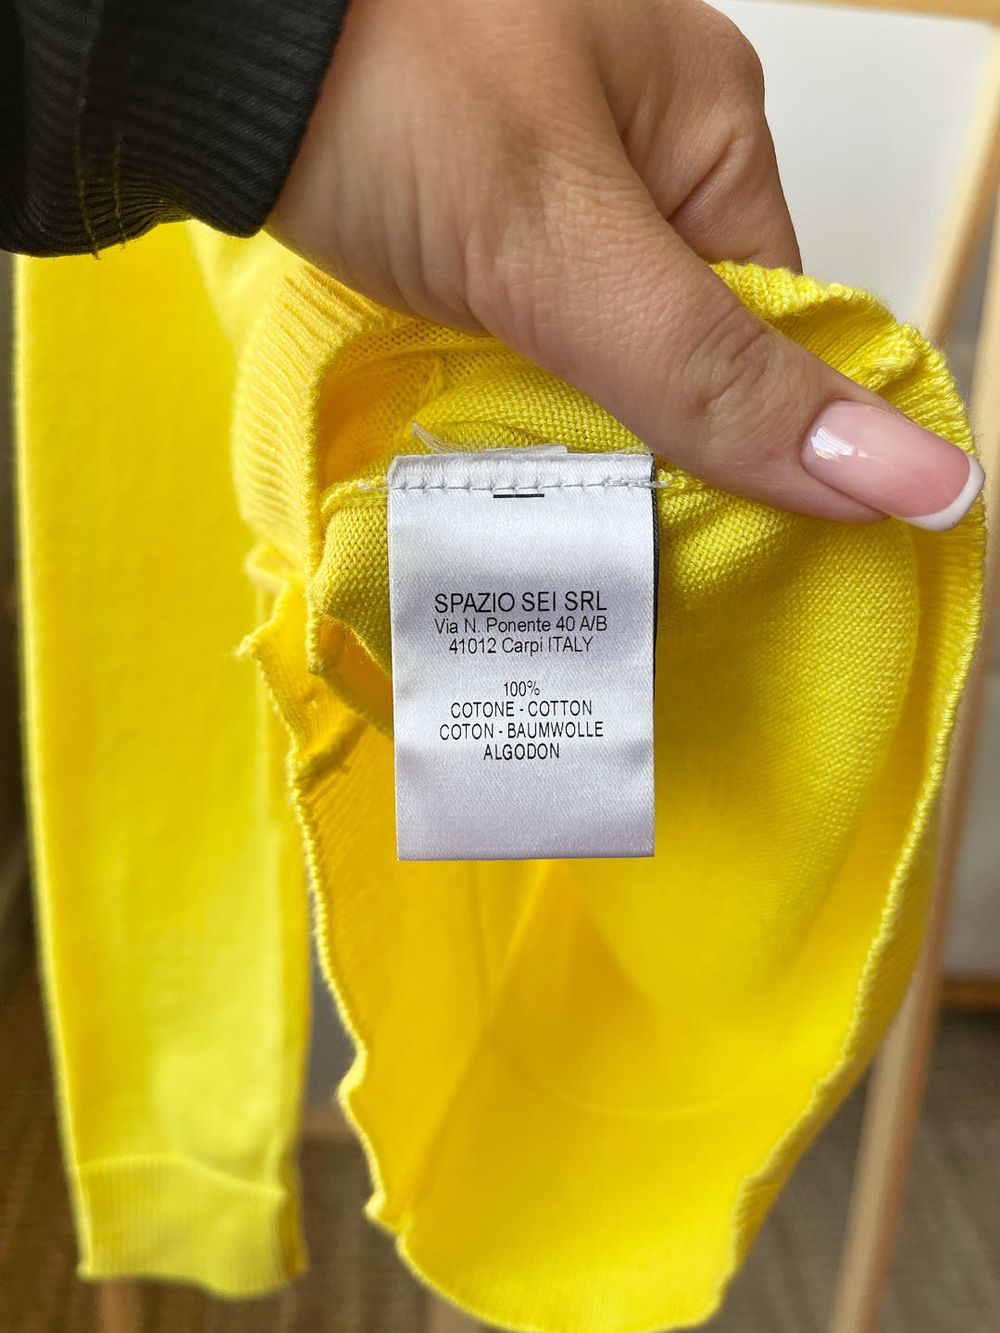 SPAZIO SEI SRL
Via N. Ponente 40 A/B
41012 Carpi ITALY
100%
COTONE - COTTON
COTON - BAUMWOLLE
ALGODON